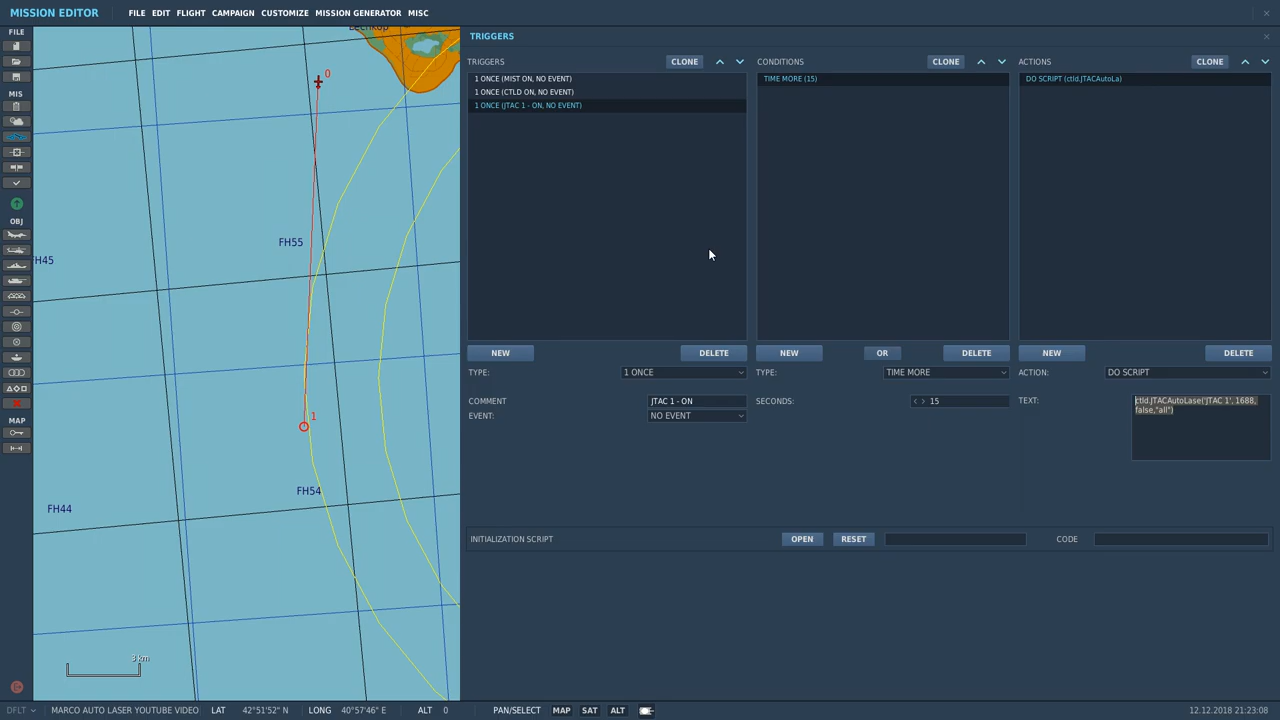 MISSION EDITOR
FILE EDIT FLIGHT CAMPAIGN CUSTOMIZE MISSION GENERATOR MISC
FILE
MIS
OBJ
MAP
0
FH55
FH45
1
FH54
FH44
3 km
TRIGGERS
TRIGGERS CLONE
1 ONCE (MIST ON, NO EVENT)
1 ONCE (CTLD ON, NO EVENT)
1 ONCE (JTAC 1 - ON, NO EVENT)
NEW DELETE
TYPE: 1 ONCE
COMMENT JTAC 1 - ON
EVENT: NO EVENT
CONDITIONS CLONE
TIME MORE (15)
NEW OR DELETE
TYPE: TIME MORE
SECONDS: < > 15
ACTIONS CLONE
DO SCRIPT (ctld.JTACAutoLa)
NEW DELETE
ACTION: DO SCRIPT
TEXT: ctld.JTACAutoLase('JTAC 1', 1688,
false,"all")
INITIALIZATION SCRIPT OPEN RESET CODE
DFLT MARCO AUTO LASER YOUTUBE VIDEO LAT 42°51'52" N LONG 40°57'46" E ALT 0 PAN/SELECT MAP SAT ALT 12.12.2018 21:23:08